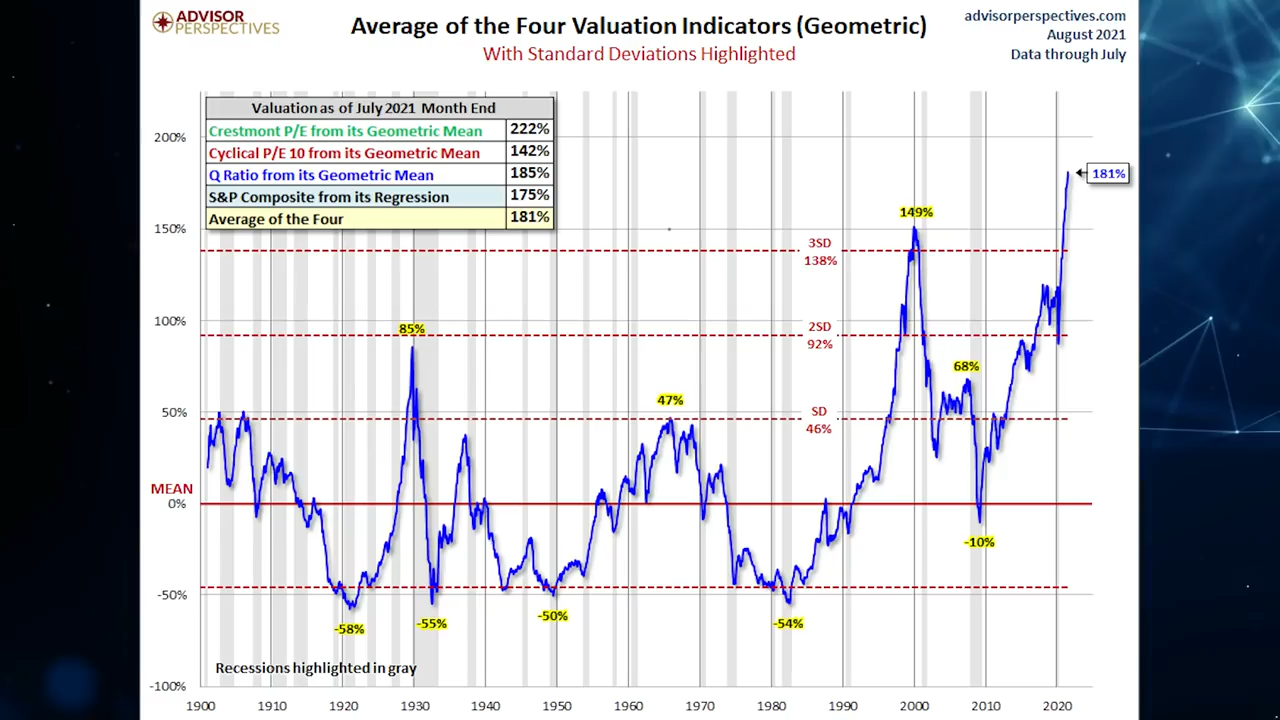 ADVISOR
PERSPECTIVES
Average of the Four Valuation Indicators (Geometric)
With Standard Deviations Highlighted
advisorperspectives.com
August 2021
Data through July
Valuation as of July 2021 Month End
Crestmont P/E from its Geometric Mean 222%
Cyclical P/E 10 from its Geometric Mean 142%
Q Ratio from its Geometric Mean 185%
S&P Composite from its Regression 175%
Average of the Four 181%
200%
150%
100%
50%
MEAN
0%
-50%
-100%
181%
149%
3SD
138%
85%
2SD
92%
68%
47%
SD
46%
-10%
-58%
-55%
-50%
-54%
Recessions highlighted in gray
1900 1910 1920 1930 1940 1950 1960 1970 1980 1990 2000 2010 2020